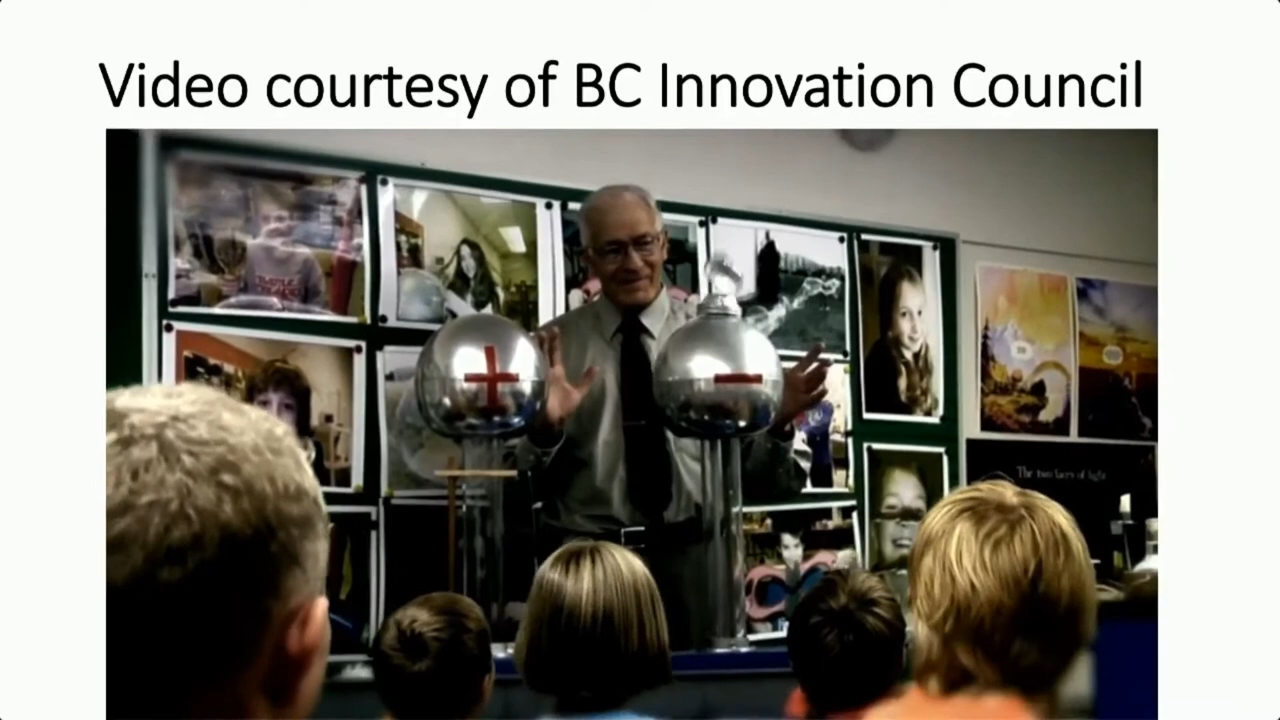 Video courtesy of BC Innovation Council
+
−
The two faces of light